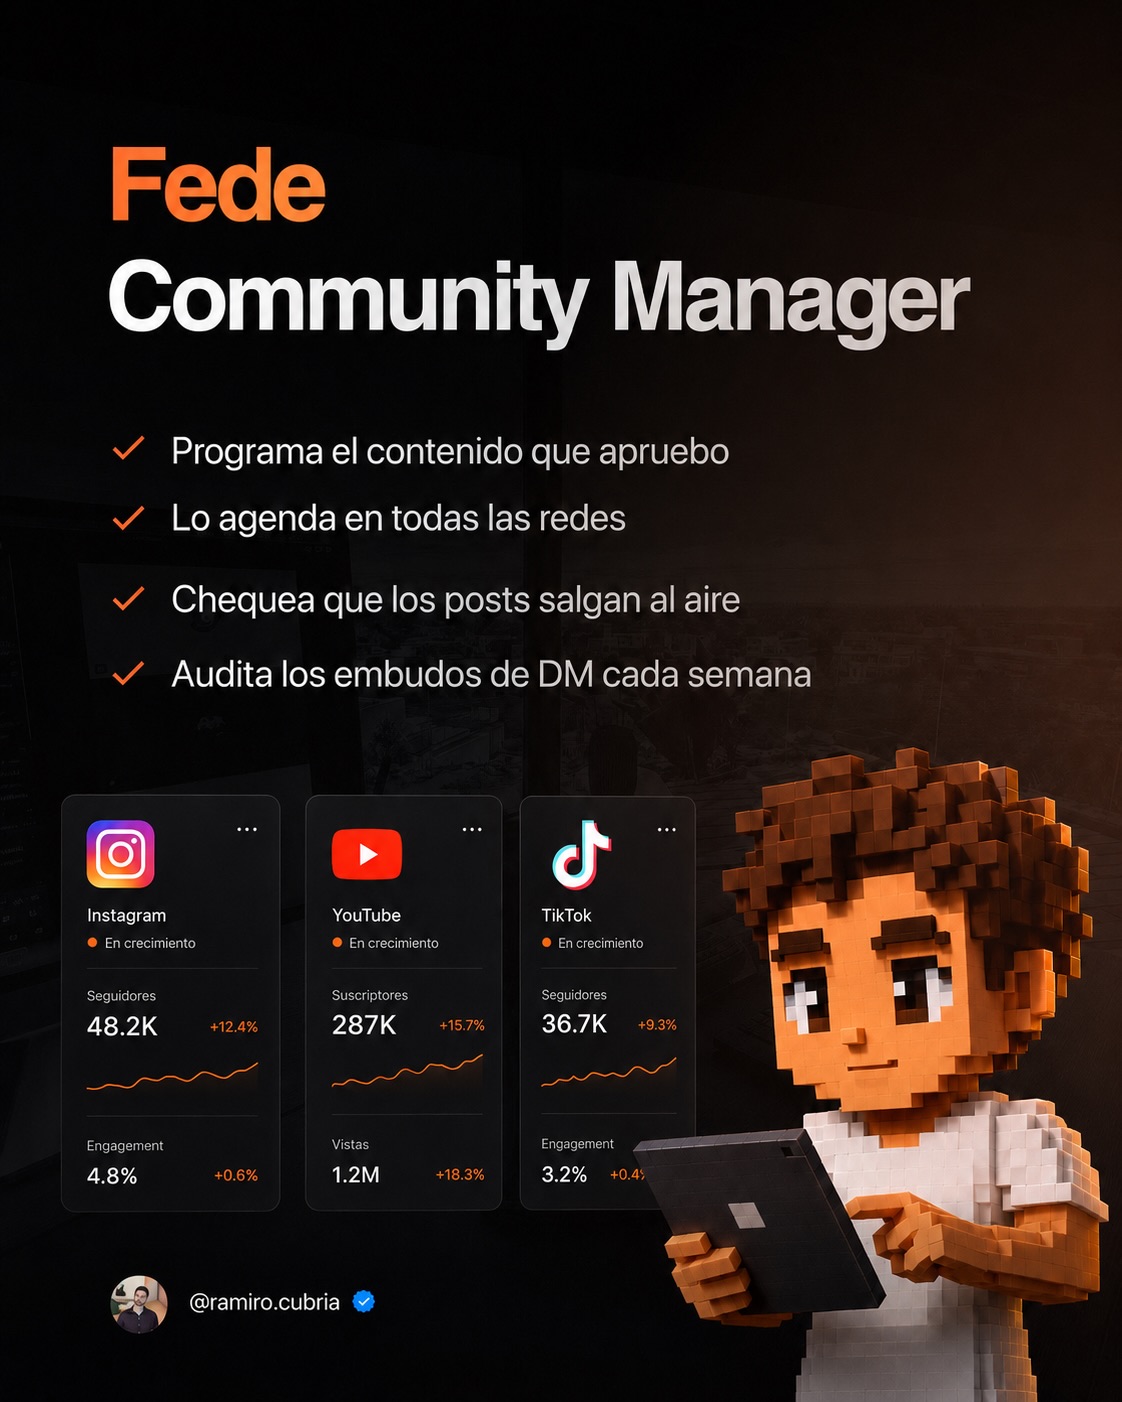 Fede
Community Manager
Programa el contenido que apruebo
Lo agenda en todas las redes
Chequea que los posts salgan al aire
Audita los embudos de DM cada semana
Instagram
En crecimiento
Seguidores
48.2K +12.4%
Engagement
4.8% +0.6%
YouTube
En crecimiento
Suscriptores
287K +15.7%
Vistas
1.2M +18.3%
TikTok
En crecimiento
Seguidores
36.7K +9.3%
Engagement
3.2% +0.4
@ramiro.cubria